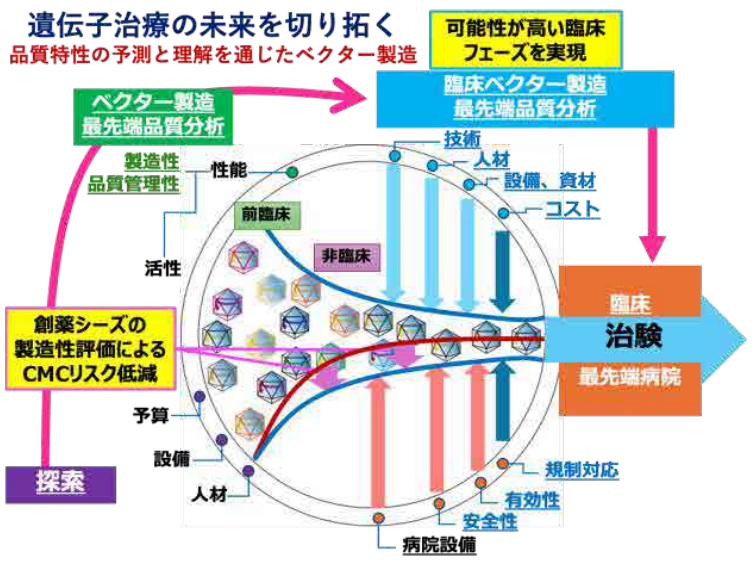 遺伝子治療の未来を切り拓く
品質特性の予測と理解を通じたベクター製造
可能性が高い臨床
フェーズを実現
ベクター製造
最先端品質分析
臨床ベクター製造
最先端品質分析
製造性
品質管理性
性能
活性
技術
人材
設備、資材
コスト
前臨床
非臨床
創薬シーズの
製造性評価による
CMCリスク低減
臨床
治験
最先端病院
予算
設備
人材
探索
規制対応
有効性
安全性
病院設備